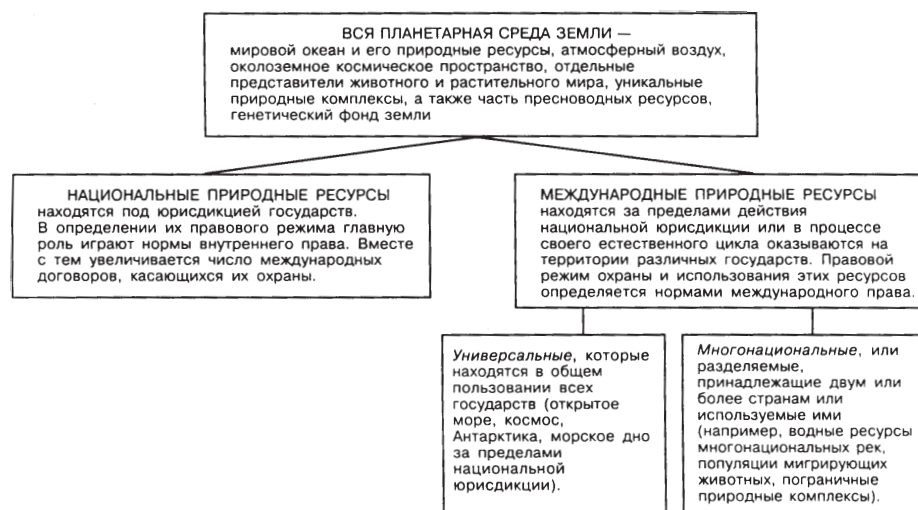 ВСЯ ПЛАНЕТАРНАЯ СРЕДА ЗЕМЛИ —
мировой океан и его природные ресурсы, атмосферный воздух,
околоземное космическое пространство, отдельные
представители животного и растительного мира, уникальные
природные комплексы, а также часть пресноводных ресурсов,
генетический фонд земли
НАЦИОНАЛЬНЫЕ ПРИРОДНЫЕ РЕСУРСЫ
находятся под юрисдикцией государств.
В определении их правового режима главную
роль играют нормы внутреннего права. Вместе
с тем увеличивается число международных
договоров, касающихся их охраны.
МЕЖДУНАРОДНЫЕ ПРИРОДНЫЕ РЕСУРСЫ
находятся за пределами действия
национальной юрисдикции или в процессе
своего естественного цикла оказываются на
территории различных государств. Правовой
режим охраны и использования этих ресурсов
определяется нормами международного права.
Универсальные, которые
находятся в общем
пользовании всех
государств (открытое
море, космос,
Антарктика, морское дно
за пределами
национальной
юрисдикции).
Многонациональные, или
разделяемые,
принадлежащие двум или
более странам или
используемые ими
(например, водные ресурсы
многонациональных рек,
популяции мигрирующих
животных, пограничные
природные комплексы).